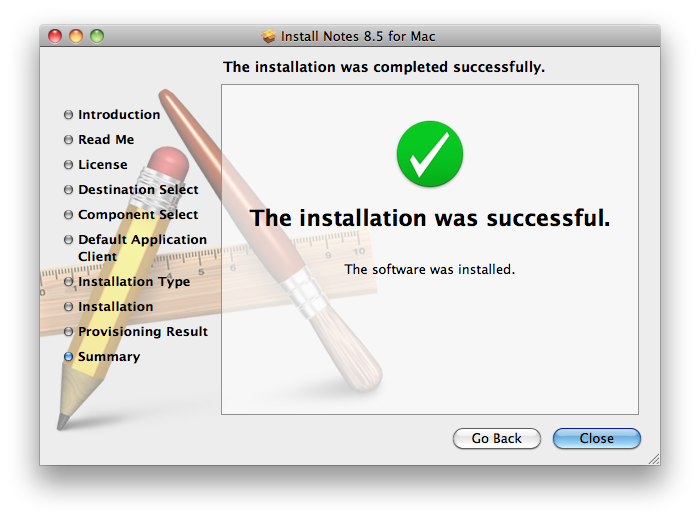 Install Notes 8.5 for Mac
The installation was completed successfully.
Introduction
Read Me
License
Destination Select
Component Select
Default Application
Client
Installation Type
Installation
Provisioning Result
Summary
The installation was successful.
The software was installed.
Go Back
Close